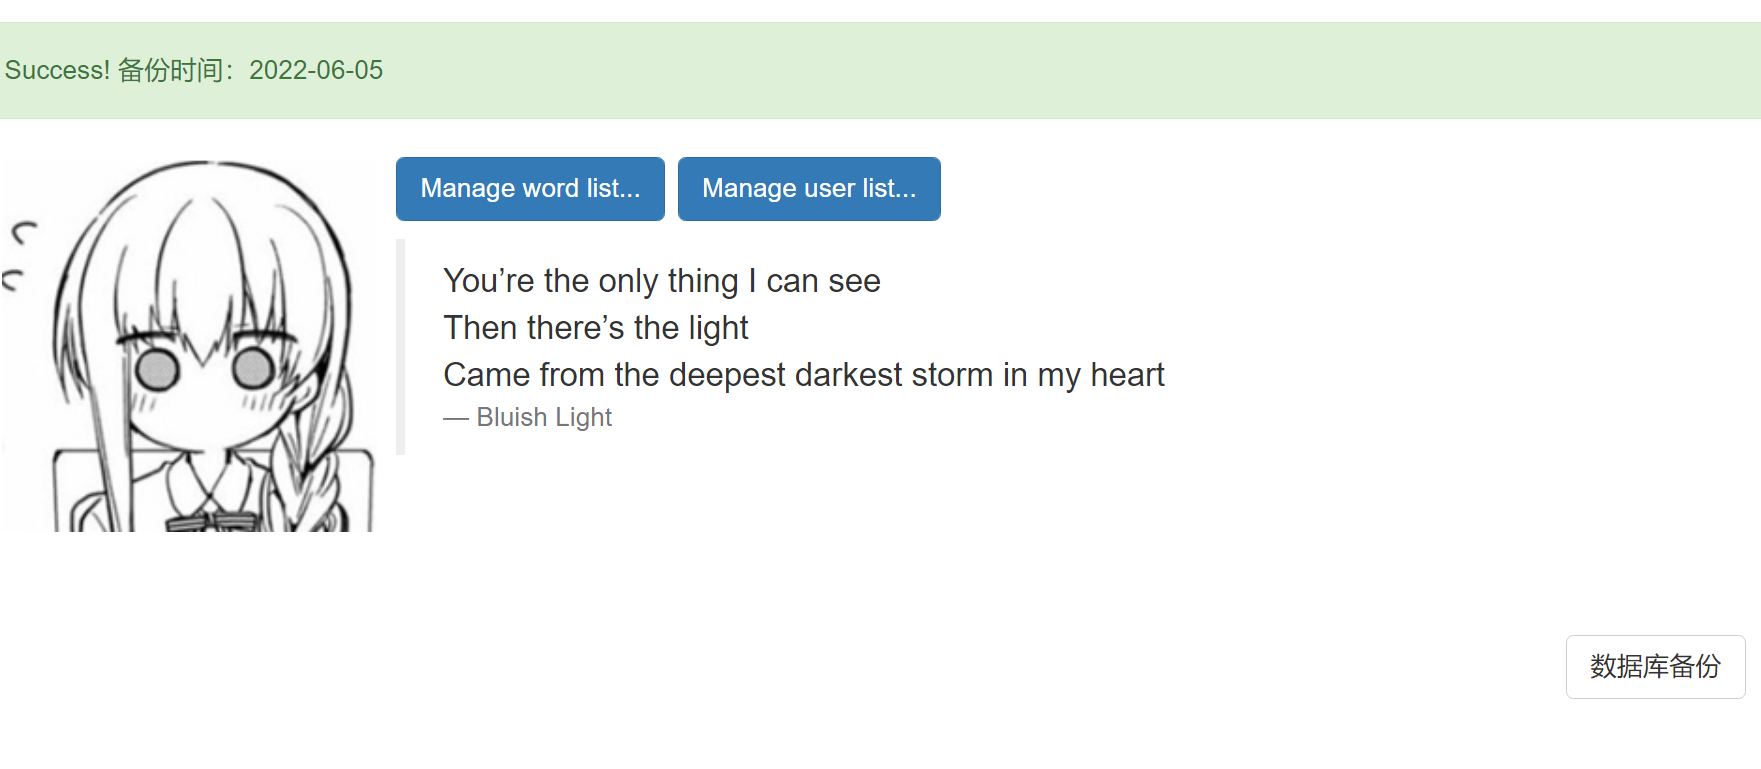 Success! 备份时间：2022-06-05
Manage word list... Manage user list...
You’re the only thing I can see
Then there’s the light
Came from the deepest darkest storm in my heart
— Bluish Light
数据库备份